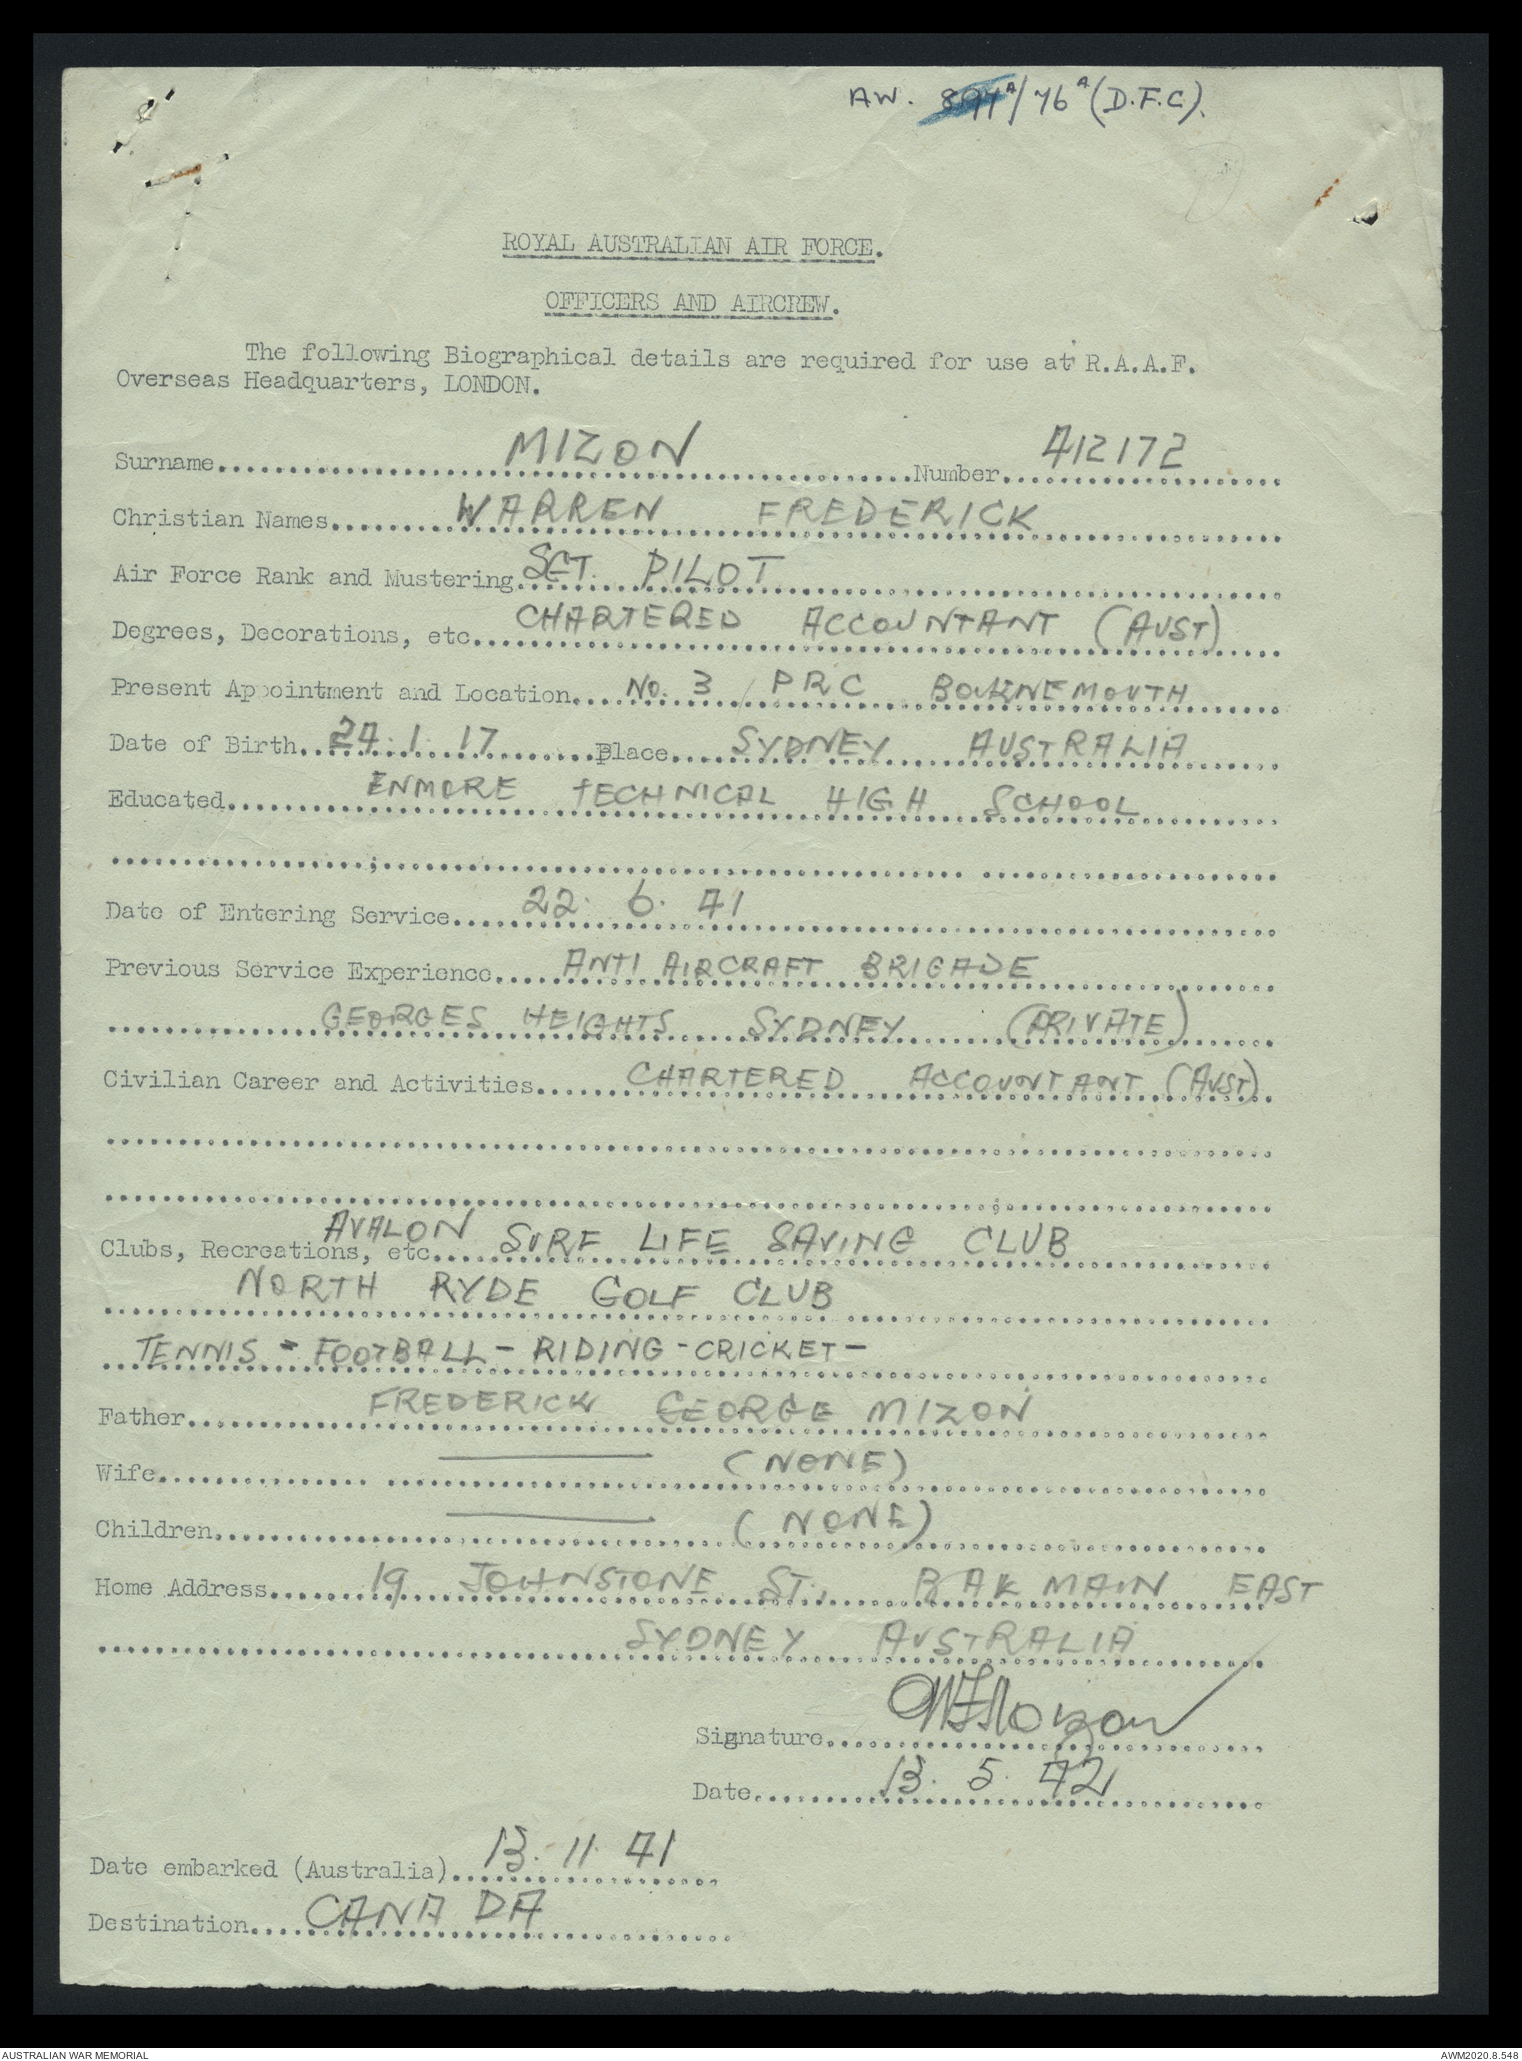 AW. /76ᴬ (D.F.C).
ROYAL AUSTRALIAN AIR FORCE.
OFFICERS AND AIRCREW.
The following Biographical details are required for use at R.A.A.F.
Overseas Headquarters, LONDON.
Surname..... MIZON .....Number..... 412172
Christian Names..... WARREN FREDERICK
Air Force Rank and Mustering..... SGT. PILOT
Degrees, Decorations, etc..... CHARTERED ACCOUNTANT (AUST)
Present Appointment and Location..... No. 3 PRC BOURNEMOUTH
Date of Birth..... 24.1.17 .....Place..... SYDNEY AUSTRALIA
Educated..... ENMORE TECHNICAL HIGH SCHOOL
Date of Entering Service..... 22. 6. 41
Previous Service Experience..... ANTI AIRCRAFT BRIGADE
GEORGES HEIGHTS SYDNEY (PRIVATE)
Civilian Career and Activities..... CHARTERED ACCOUNTANT (AUST)
Clubs, Recreations, etc..... AVALON SURF LIFE SAVING CLUB
NORTH RYDE GOLF CLUB
TENNIS - FOOTBALL - RIDING - CRICKET -
Father..... FREDERICK GEORGE MIZON
Wife..... (NONE)
Children..... (NONE)
Home Address..... 19 JOHNSTONE ST., BAKMAIN EAST
SYDNEY AUSTRALIA
Signature..... WFMizon
Date..... 13. 5. 42
Date embarked (Australia)..... 13. 11. 41
Destination.... CANADA
AUSTRALIAN WAR MEMORIAL AWM2020.8.548